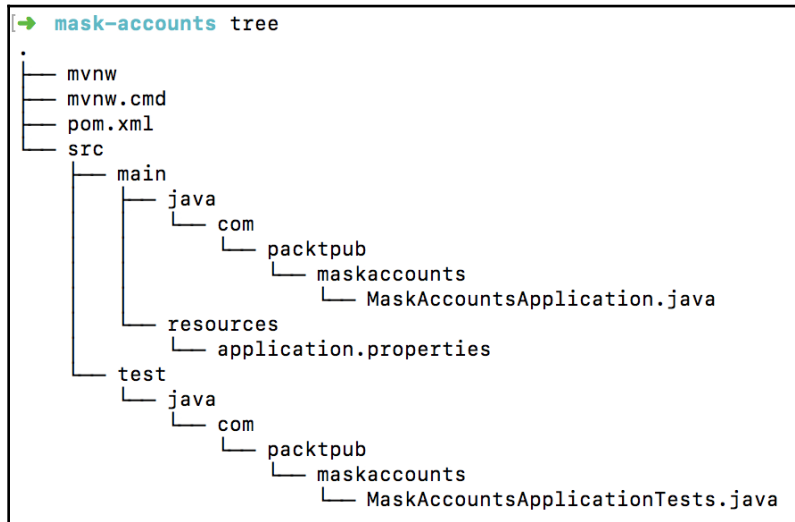 [➜  mask-accounts tree
.
├── mvnw
├── mvnw.cmd
├── pom.xml
└── src
    ├── main
    │   ├── java
    │   │   └── com
    │   │       └── packtpub
    │   │           └── maskaccounts
    │   │               └── MaskAccountsApplication.java
    │   └── resources
    │       └── application.properties
    └── test
        └── java
            └── com
                └── packtpub
                    └── maskaccounts
                        └── MaskAccountsApplicationTests.java